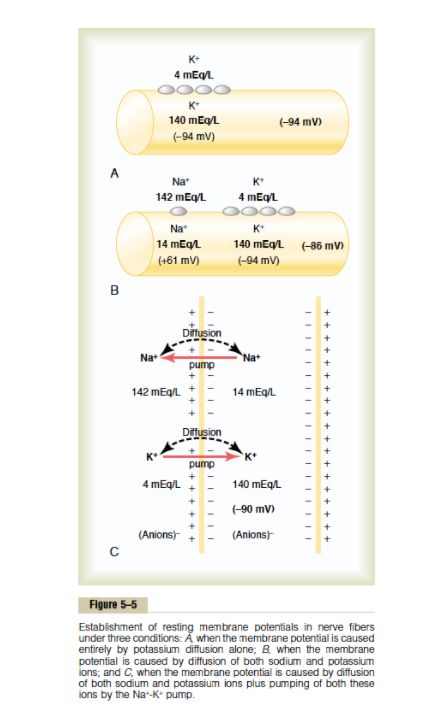 K+
4 mEq/L
K+
140 mEq/L
(–94 mV)
(–94 mV)
A
Na+ K+
142 mEq/L 4 mEq/L
Na+ K+
14 mEq/L 140 mEq/L (–86 mV)
(+61 mV) (–94 mV)
B
Diffusion
Na+ Na+
pump
142 mEq/L 14 mEq/L
Diffusion
K+ K+
pump
4 mEq/L 140 mEq/L
(–90 mV)
(Anions)– (Anions)–
C
Figure 5–5
Establishment of resting membrane potentials in nerve fibers
under three conditions: A, when the membrane potential is caused
entirely by potassium diffusion alone; B, when the membrane
potential is caused by diffusion of both sodium and potassium
ions; and C, when the membrane potential is caused by diffusion
of both sodium and potassium ions plus pumping of both these
ions by the Na+-K+ pump.